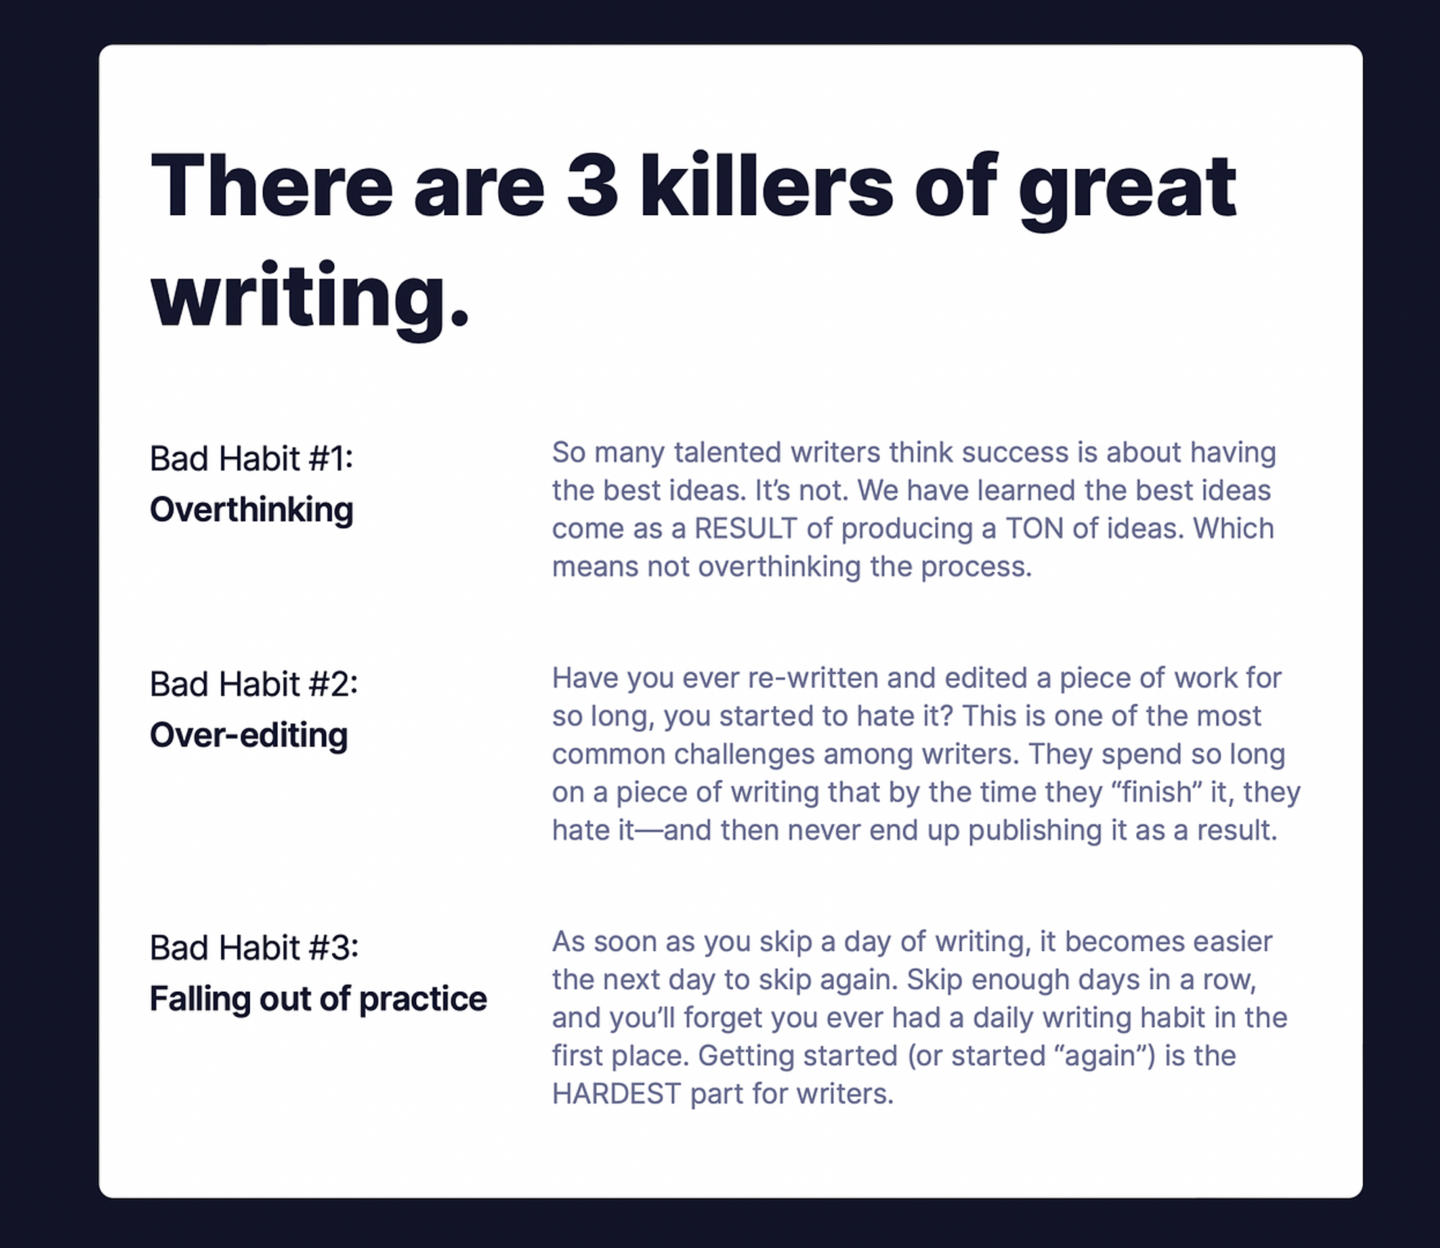 There are 3 killers of great
writing.
Bad Habit #1:
Overthinking
So many talented writers think success is about having
the best ideas. It’s not. We have learned the best ideas
come as a RESULT of producing a TON of ideas. Which
means not overthinking the process.
Bad Habit #2:
Over-editing
Have you ever re-written and edited a piece of work for
so long, you started to hate it? This is one of the most
common challenges among writers. They spend so long
on a piece of writing that by the time they “finish” it, they
hate it—and then never end up publishing it as a result.
Bad Habit #3:
Falling out of practice
As soon as you skip a day of writing, it becomes easier
the next day to skip again. Skip enough days in a row,
and you’ll forget you ever had a daily writing habit in the
first place. Getting started (or started “again”) is the
HARDEST part for writers.